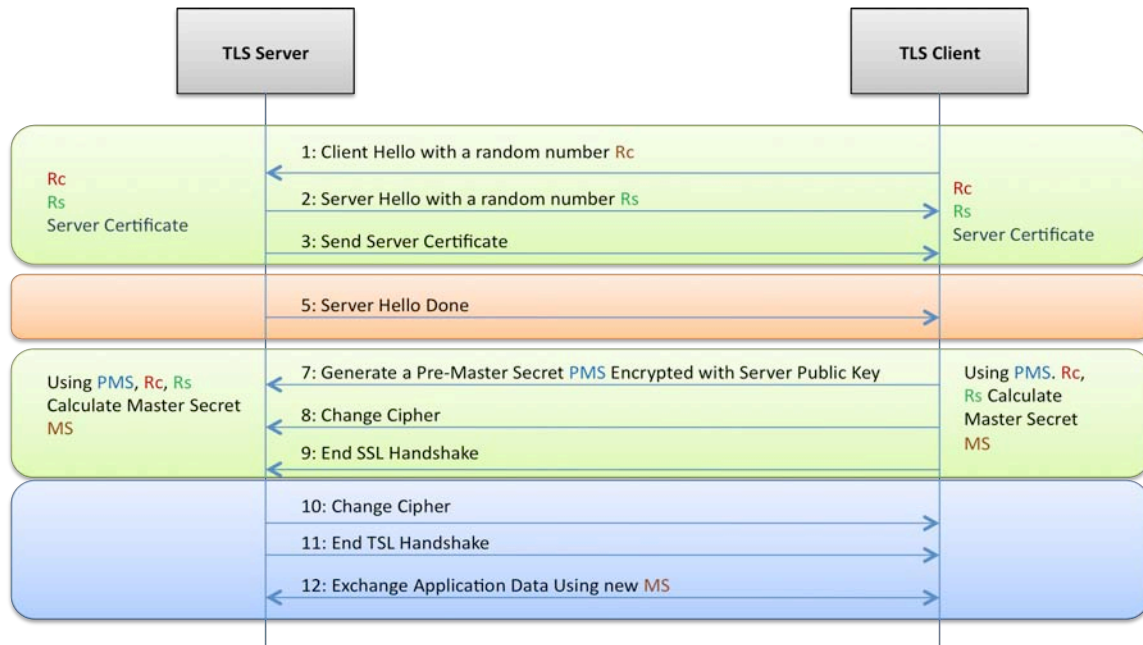 TLS Server
TLS Client
1: Client Hello with a random number Rc
Rc
Rs
Server Certificate
2: Server Hello with a random number Rs
Rc
Rs
Server Certificate
3: Send Server Certificate
5: Server Hello Done
7: Generate a Pre-Master Secret PMS Encrypted with Server Public Key
Using PMS, Rc, Rs
Calculate Master Secret
MS
Using PMS. Rc,
Rs Calculate
Master Secret
MS
8: Change Cipher
9: End SSL Handshake
10: Change Cipher
11: End TSL Handshake
12: Exchange Application Data Using new MS